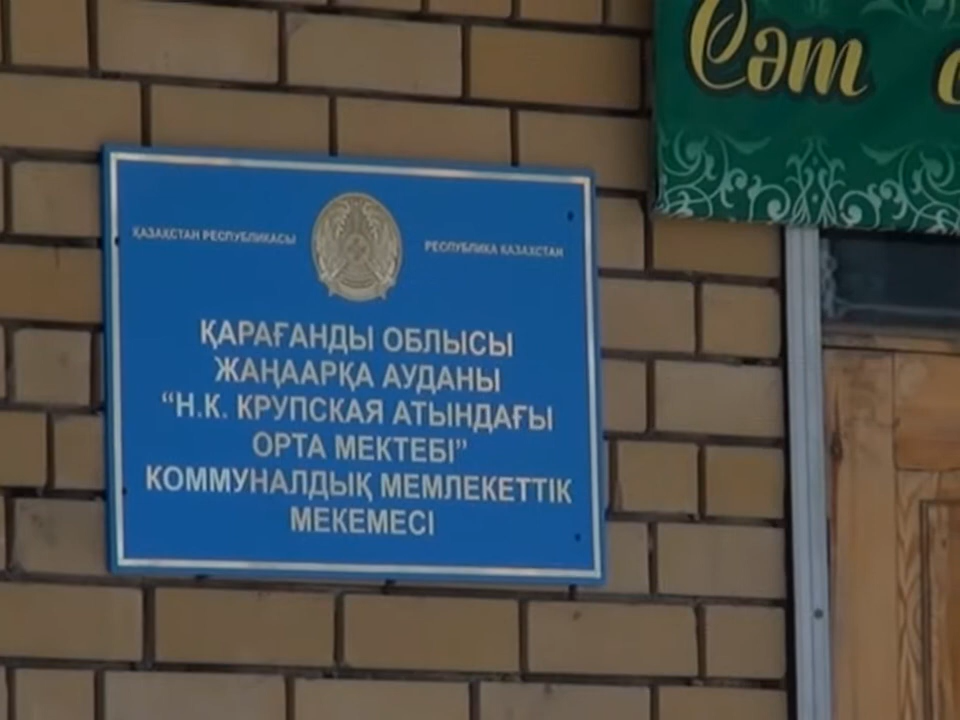 Сәт
ҚАЗАҚСТАН РЕСПУБЛИКАСЫ
РЕСПУБЛИКА КАЗАХСТАН
ҚАРАҒАНДЫ ОБЛЫСЫ
ЖАҢААРҚА АУДАНЫ
“Н.К. КРУПСКАЯ АТЫНДАҒЫ
ОРТА МЕКТЕБІ”
КОММУНАЛДЫҚ МЕМЛЕКЕТТІК
МЕКЕМЕСІ